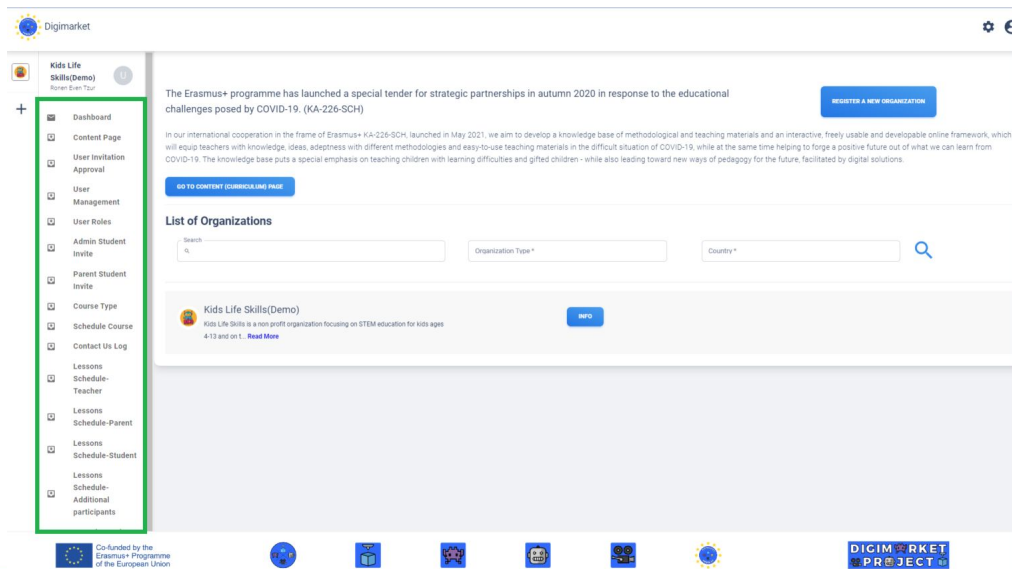 Digimarket
Kids Life
Skills(Demo)
U
Ronen Even Tzur
Dashboard
Content Page
User Invitation
Approval
User
Management
User Roles
Admin Student
Invite
Parent Student
Invite
Course Type
Schedule Course
Contact Us Log
Lessons
Schedule-
Teacher
Lessons
Schedule-Parent
Lessons
Schedule-Student
Lessons
Schedule-
Additional
participants
The Erasmus+ programme has launched a special tender for strategic partnerships in autumn 2020 in response to the educational
challenges posed by COVID-19. (KA-226-SCH)
REGISTER A NEW ORGANIZATION
In our international cooperation in the frame of Erasmus+ KA-226-SCH, launched in May 2021, we aim to develop a knowledge base of methodological and teaching materials and an interactive, freely usable and developable online framework, which
will equip teachers with knowledge, ideas, adeptness with different methodologies and easy-to-use teaching materials in the difficult situation of COVID-19, while at the same time helping to forge a positive future out of what we can learn from
COVID-19. The knowledge base puts a special emphasis on teaching children with learning difficulties and gifted children - while also leading toward new ways of pedagogy for the future, facilitated by digital solutions.
GO TO CONTENT (CURRICULUM) PAGE
List of Organizations
Search
Organization Type *
Country *
Kids Life Skills(Demo)
Kids Life Skills is a non profit organization focusing on STEM education for kids ages
4-13 and on t... Read More
INFO
Co-funded by the
Erasmus+ Programme
of the European Union
DIGIMARKET
PROJECT